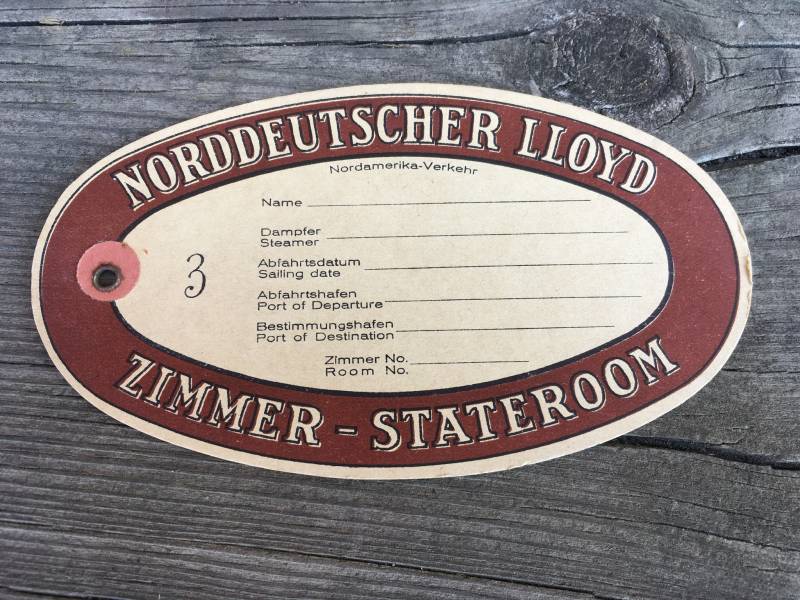 NORDDEUTSCHER LLOYD
Nordamerika-Verkehr
Name
Dampfer
Steamer
Abfahrtsdatum
Sailing date
3
Abfahrtshafen
Port of Departure
Bestimmungshafen
Port of Destination
Zimmer No.
Room No.
ZIMMER - STATEROOM